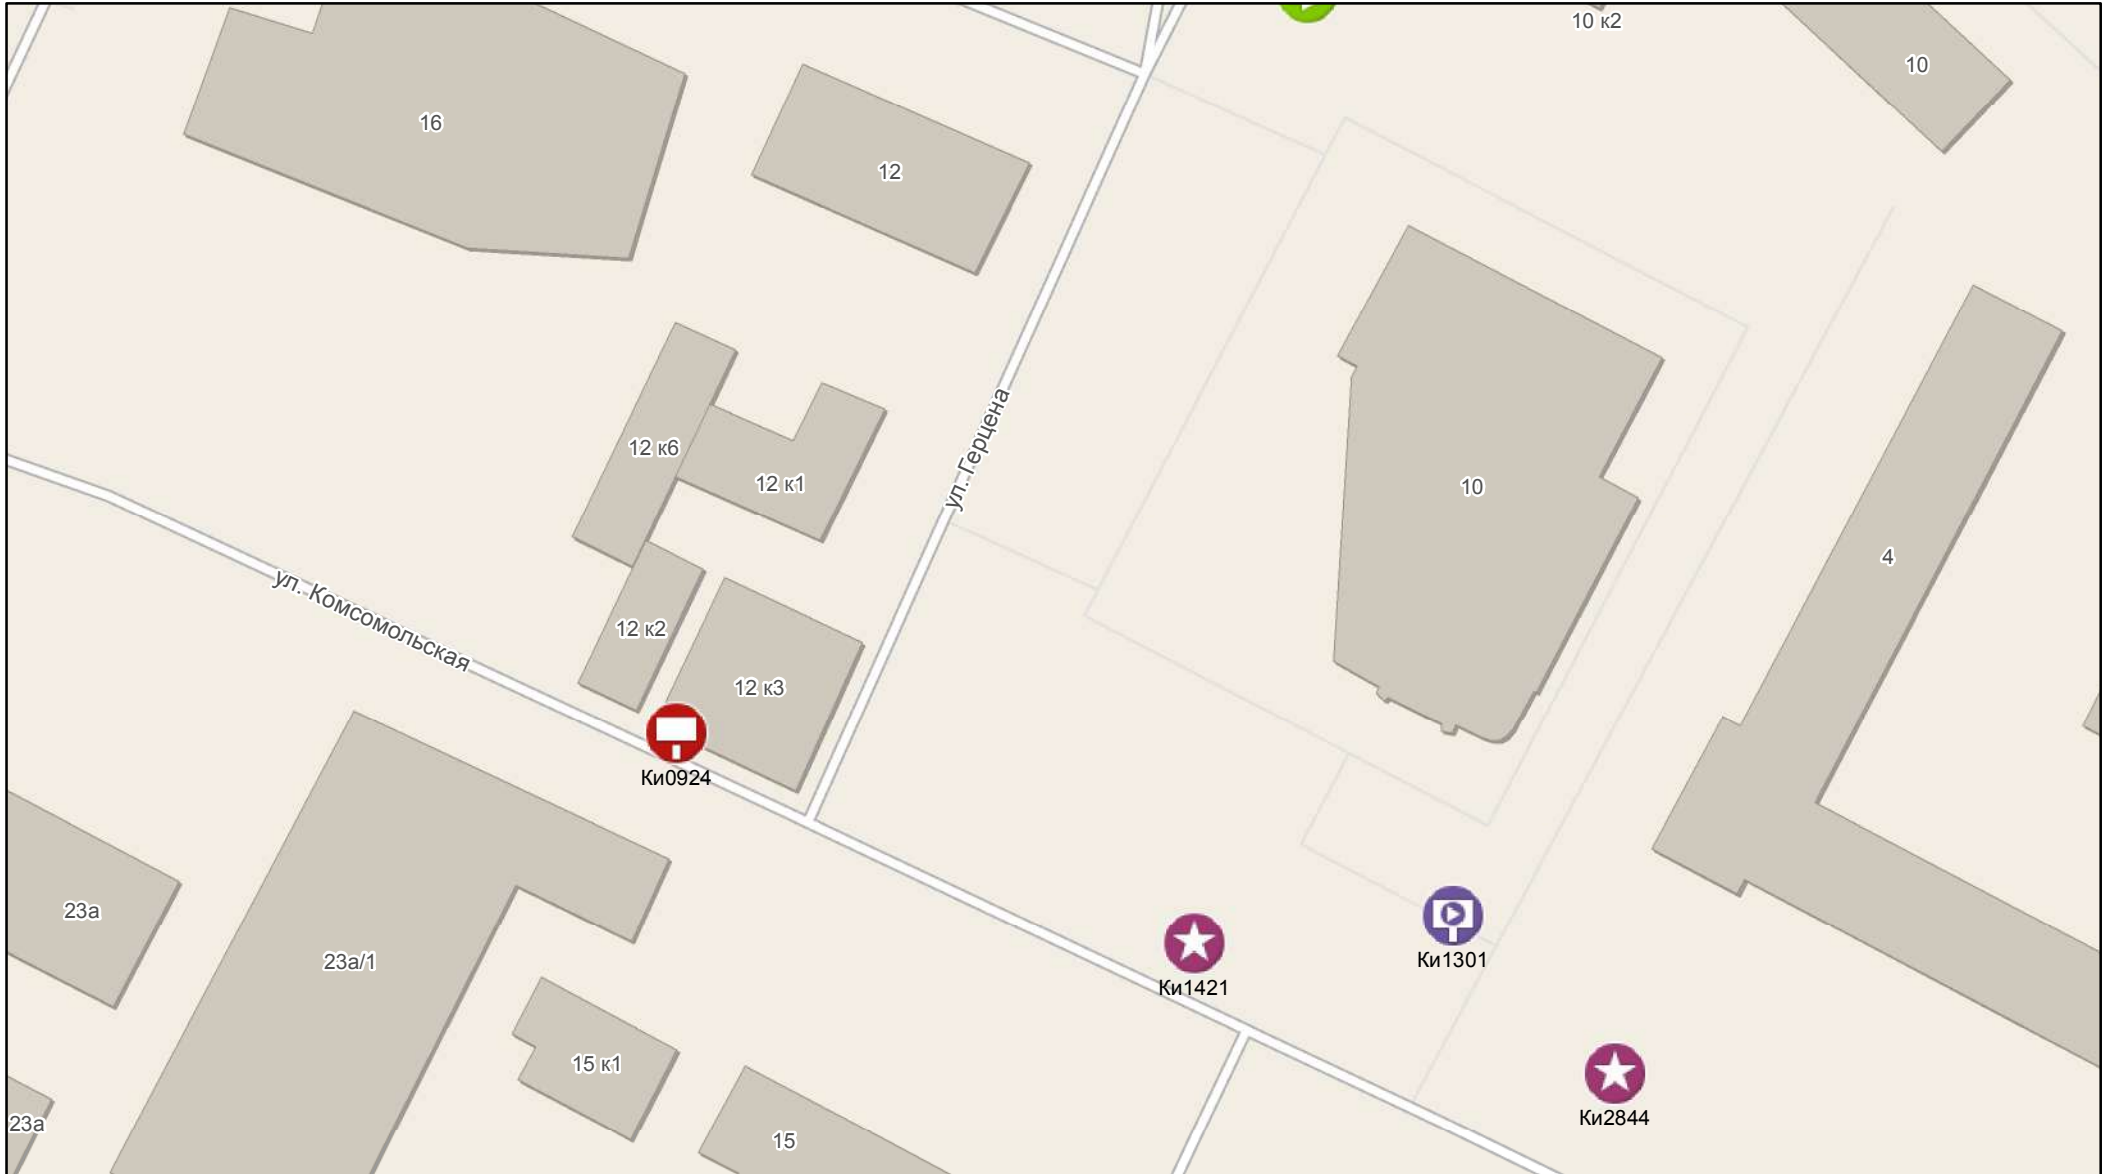 10 к2
10
16
12
ул. Герцена
12 к6
12 к1
10
4
ул. Комсомольская
12 к2
12 к3
Ки0924
23а
23а/1
Ки1421
Ки1301
15 к1
Ки2844
23а
15